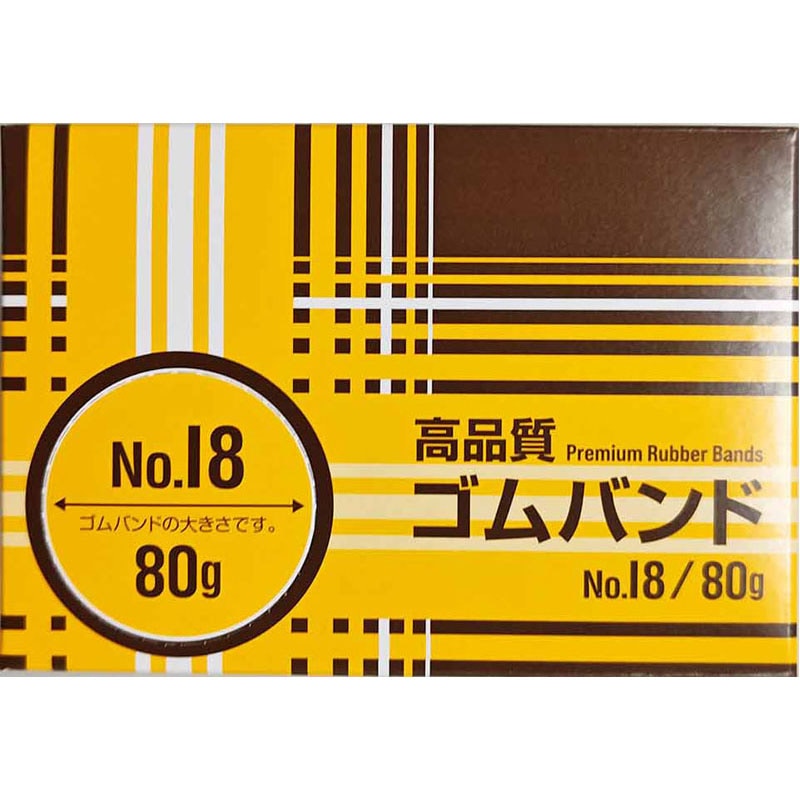 No.18
ゴムバンドの大きさです。
80g
高品質 Premium Rubber Bands
ゴムバンド
No.18/80g